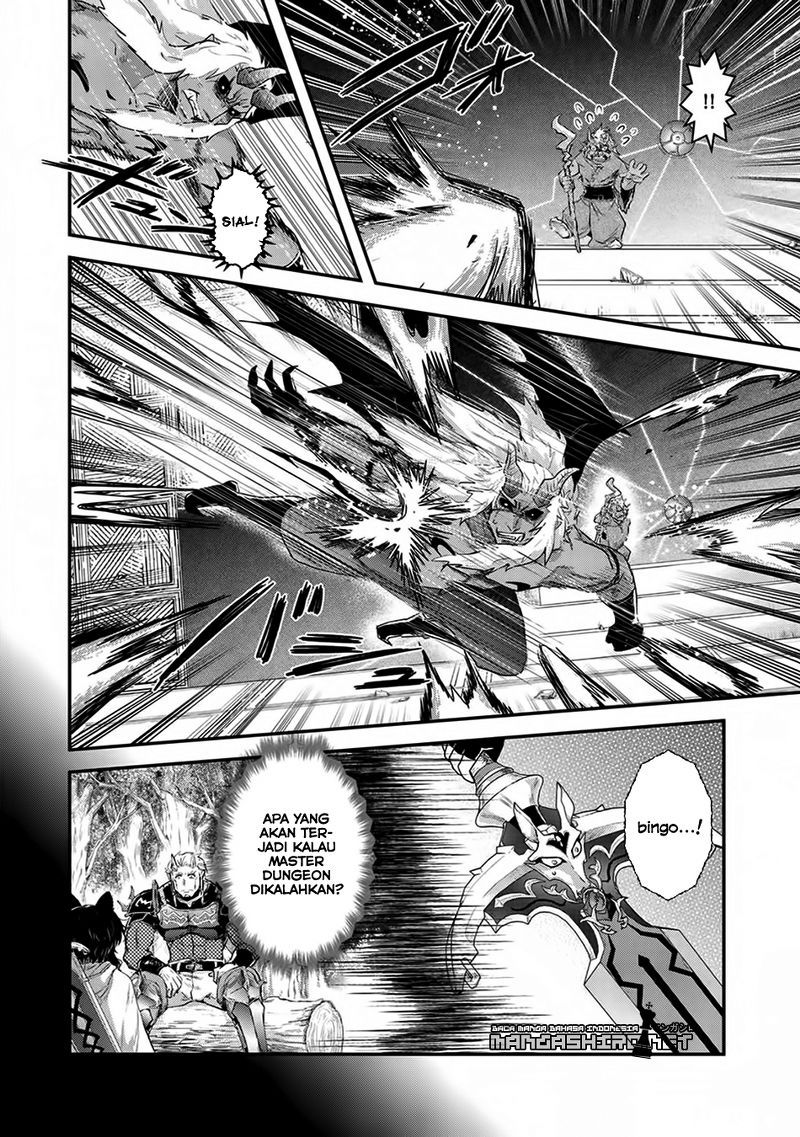 !!
SIAL!
bingo...!
APA YANG
AKAN TER-
JADI KALAU
MASTER
DUNGEON
DIKALAHKAN?
BACA MANGA BAHASA INDONESIA
MANGASHIRO.NET